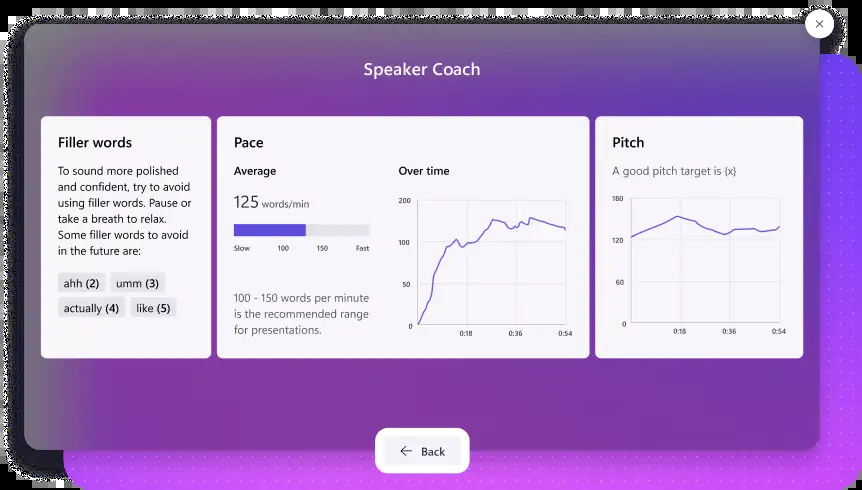 Speaker Coach
Filler words
To sound more polished
and confident, try to avoid
using filler words. Pause or
take a breath to relax.
Some filler words to avoid
in the future are:
ahh (2) umm (3)
actually (4) like (5)
Pace
Average
125 words/min
Slow 100 150 Fast
100 - 150 words per minute
is the recommended range
for presentations.
Over time
200
100
50
0
0:18 0:36 0:54
Pitch
A good pitch target is {x}
180
120
60
0
0:18 0:36 0:54
Back